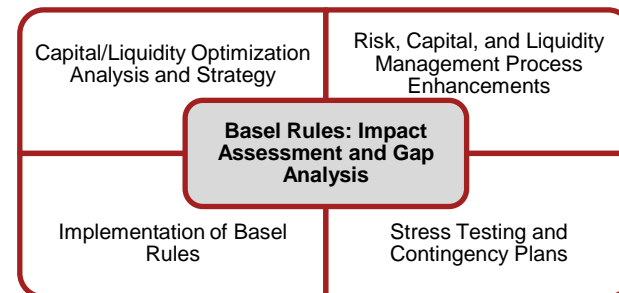 Capital/Liquidity Optimization
Analysis and Strategy
Risk, Capital, and Liquidity
Management Process
Enhancements
Basel Rules: Impact
Assessment and Gap
Analysis
Implementation of Basel
Rules
Stress Testing and
Contingency Plans